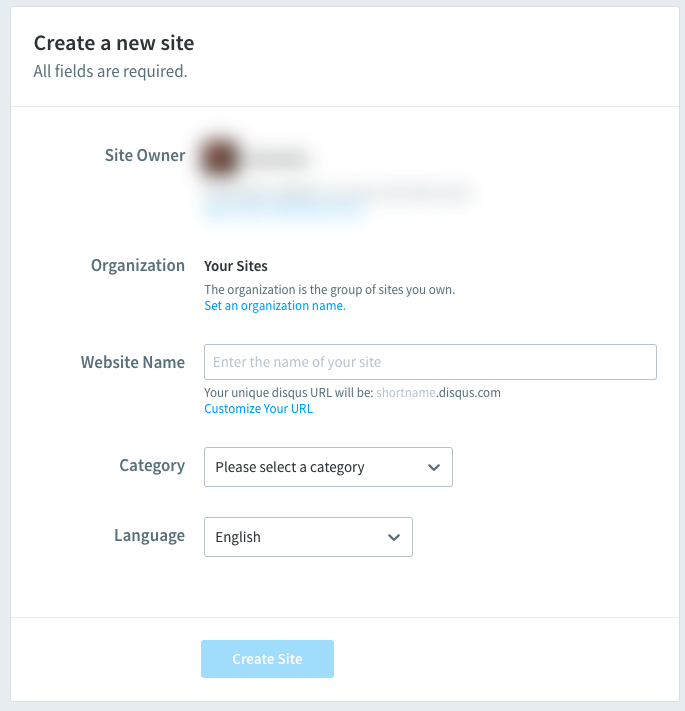 Create a new site
All fields are required.
Site Owner
Organization
Your Sites
The organization is the group of sites you own.
Set an organization name.
Website Name
Enter the name of your site
Your unique disqus URL will be: shortname.disqus.com
Customize Your URL
Category
Please select a category
Language
English
Create Site